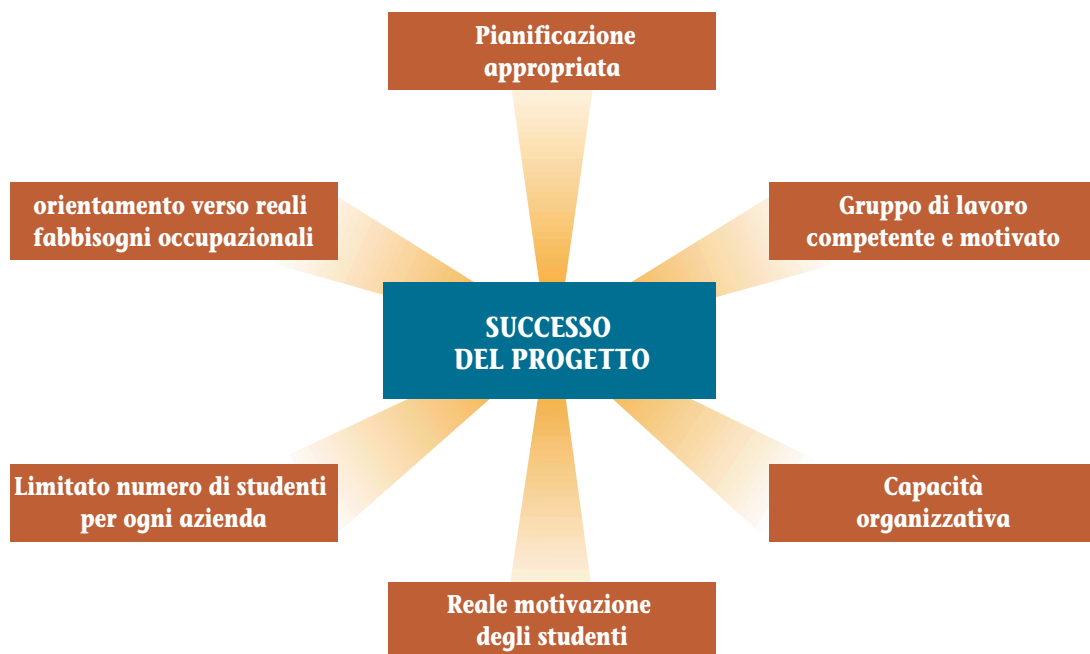 Pianificazione
appropriata
orientamento verso reali
fabbisogni occupazionali
Gruppo di lavoro
competente e motivato
SUCCESSO
DEL PROGETTO
Limitato numero di studenti
per ogni azienda
Capacità
organizzativa
Reale motivazione
degli studenti